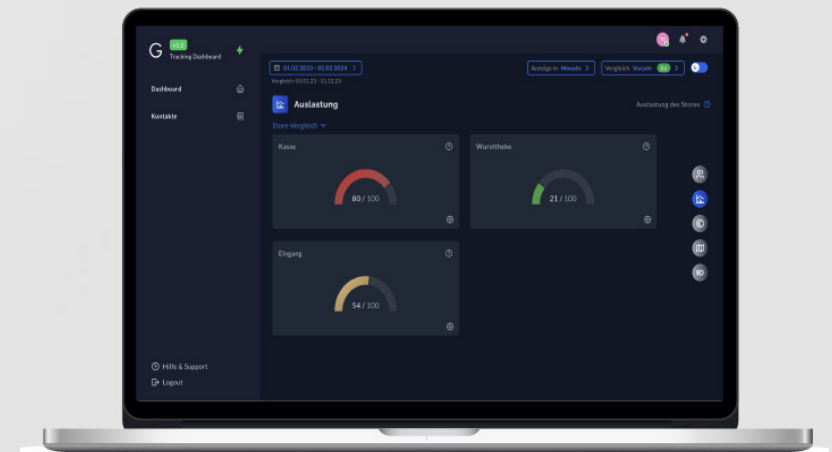 G
v1.0
Tracking Dashboard
01.02.2023 - 02.02.2024
Anzeige in Monate
Vergleich Vorjahr
Vergleich: 03.01.23 - 31.12.23
Dashboard
Kontakte
Auslastung
Auslastung des Stores
Store-Vergleich
Kasse
80 / 100
Wursttheke
21 / 100
Eingang
54 / 100
Hilfe & Support
Logout